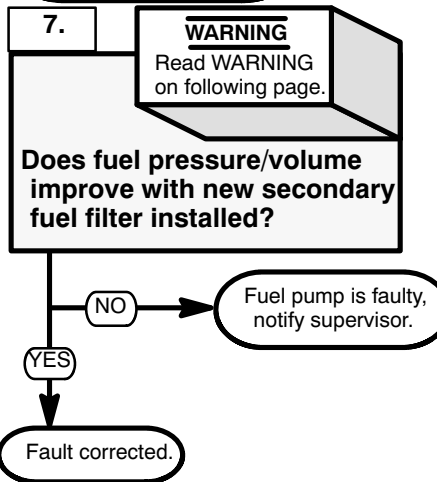 7.
WARNING
Read WARNING
on following page.
Does fuel pressure/volume
improve with new secondary
fuel filter installed?
NO
Fuel pump is faulty,
notify supervisor.
YES
Fault corrected.